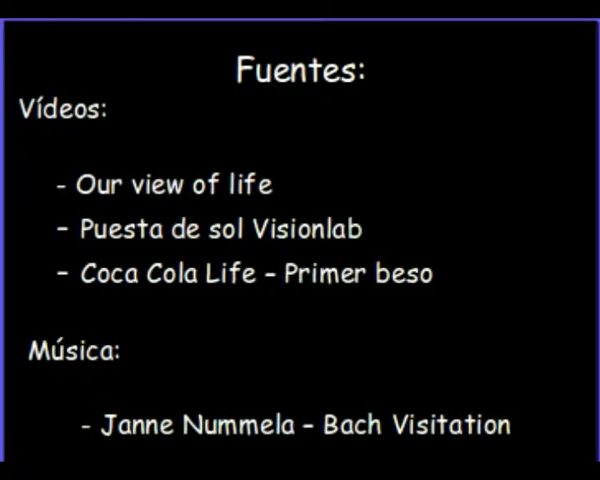 Fuentes:
Vídeos:
- Our view of life
- Puesta de sol Visionlab
- Coca Cola Life - Primer beso
Música:
- Janne Nummela - Bach Visitation